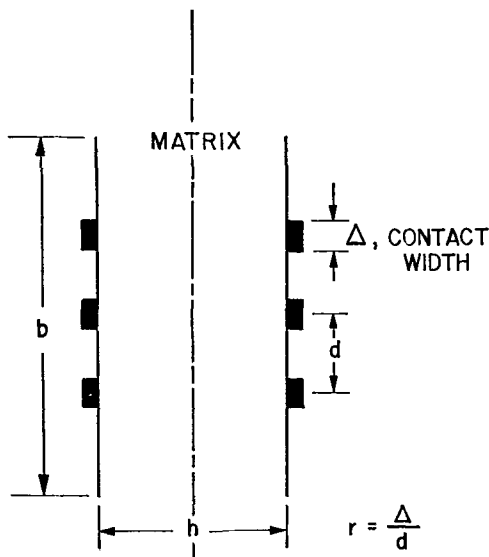 MATRIX
Δ, CONTACT
WIDTH
b
d
h
r = Δ/d